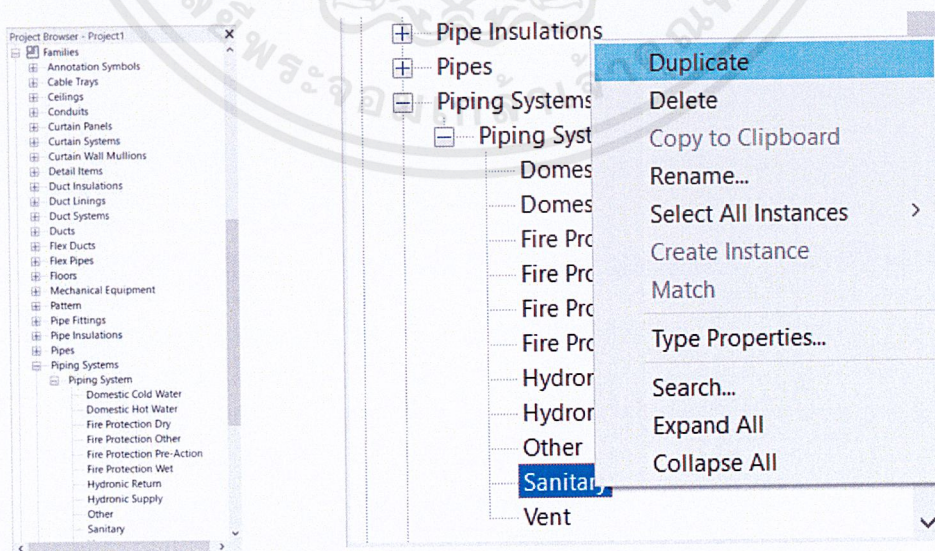 Project Browser - Project1
Families
Annotation Symbols
Cable Trays
Ceilings
Conduits
Curtain Panels
Curtain Systems
Curtain Wall Mullions
Detail Items
Duct Insulations
Duct Linings
Duct Systems
Ducts
Flex Ducts
Flex Pipes
Floors
Mechanical Equipment
Pattern
Pipe Fittings
Pipe Insulations
Pipes
Piping Systems
Piping System
Domestic Cold Water
Domestic Hot Water
Fire Protection Dry
Fire Protection Other
Fire Protection Pre-Action
Fire Protection Wet
Hydronic Return
Hydronic Supply
Other
Sanitary
Pipe Insulations
Pipes
Piping Systems
Piping Syst
Domes
Domes
Fire Pro
Fire Pro
Fire Pro
Fire Pro
Hydror
Hydror
Other
Sanitary
Vent
Duplicate
Delete
Copy to Clipboard
Rename...
Select All Instances
Create Instance
Match
Type Properties...
Search...
Expand All
Collapse All